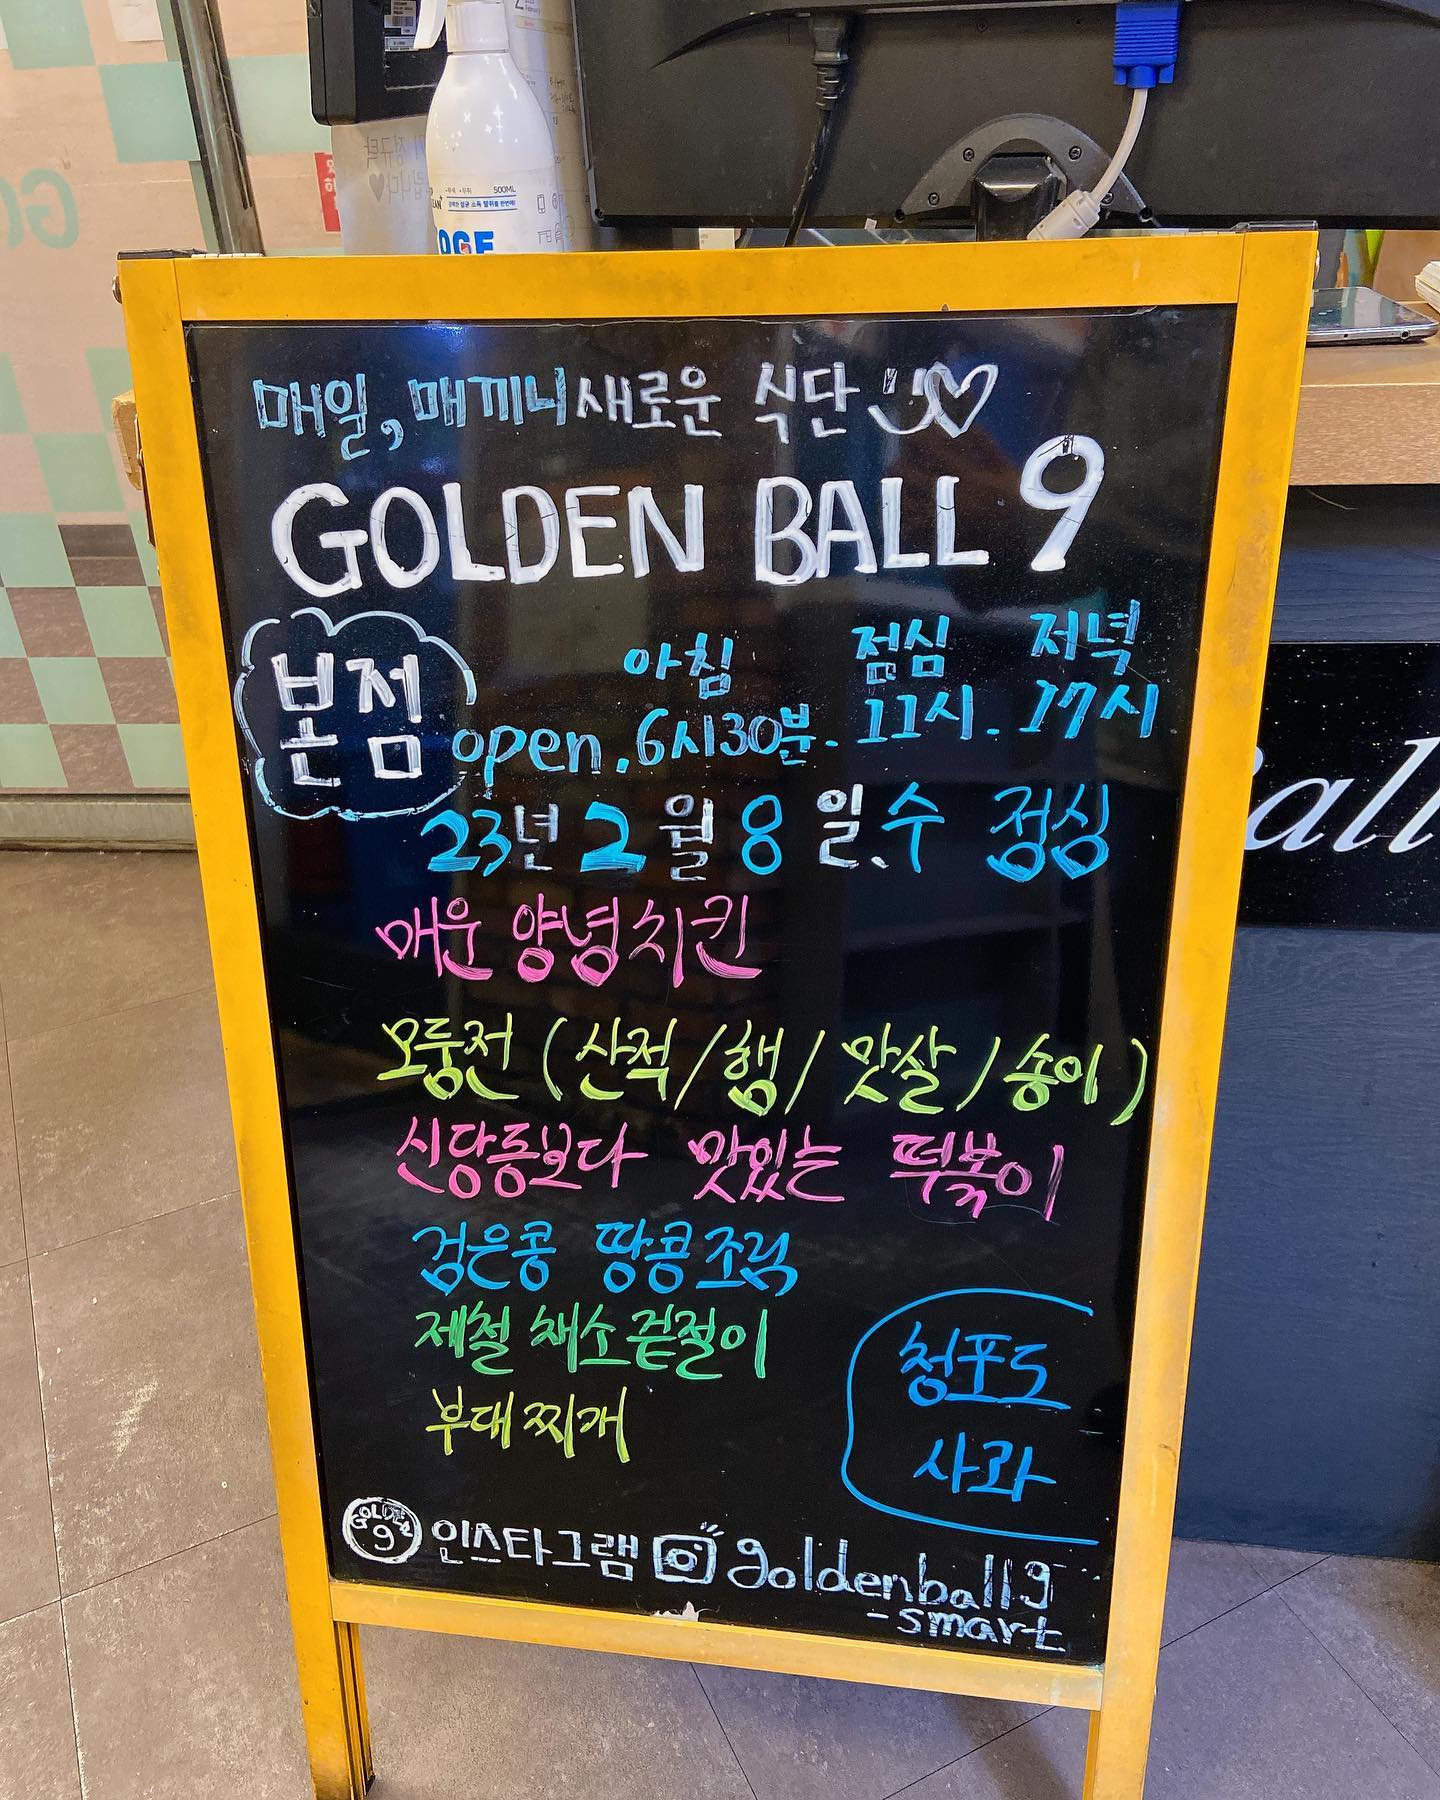 500ML
매일, 매끼니 새로운 식단
GOLDEN BALL 9
본점
아침 점심 저녁
open. 6시30분. 11시. 17시
23년 2월 8일. 수 점심
매운 양념치킨
모둠전 (산적/햄/맛살/송이)
신당동보다 맛있는 떡볶이
검은콩 땅콩조림
제철 채소겉절이
부대찌개
청포도
사과
GOLDEN 9 인스타그램 goldenball9
-smart